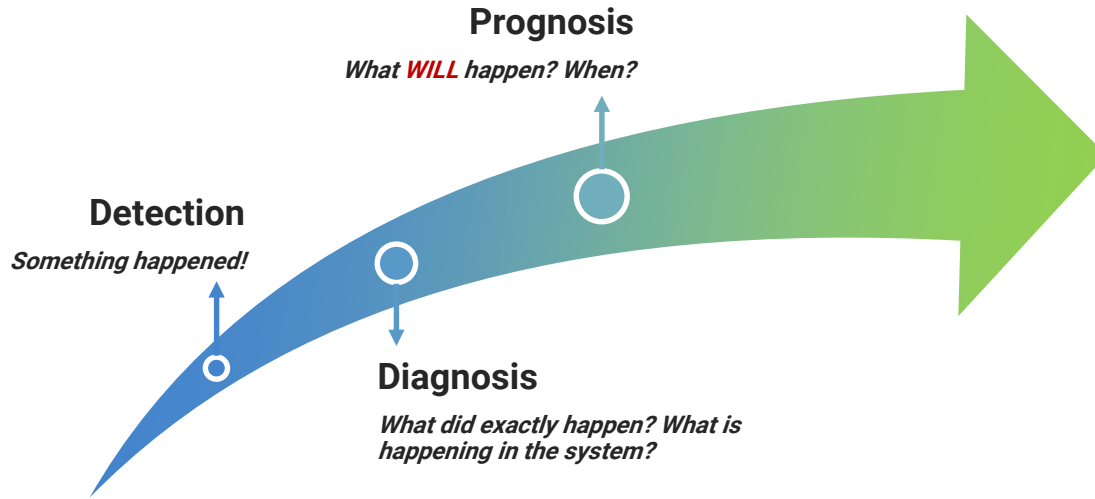 Prognosis
What WILL happen? When?
Detection
Something happened!
Diagnosis
What did exactly happen? What is
happening in the system?